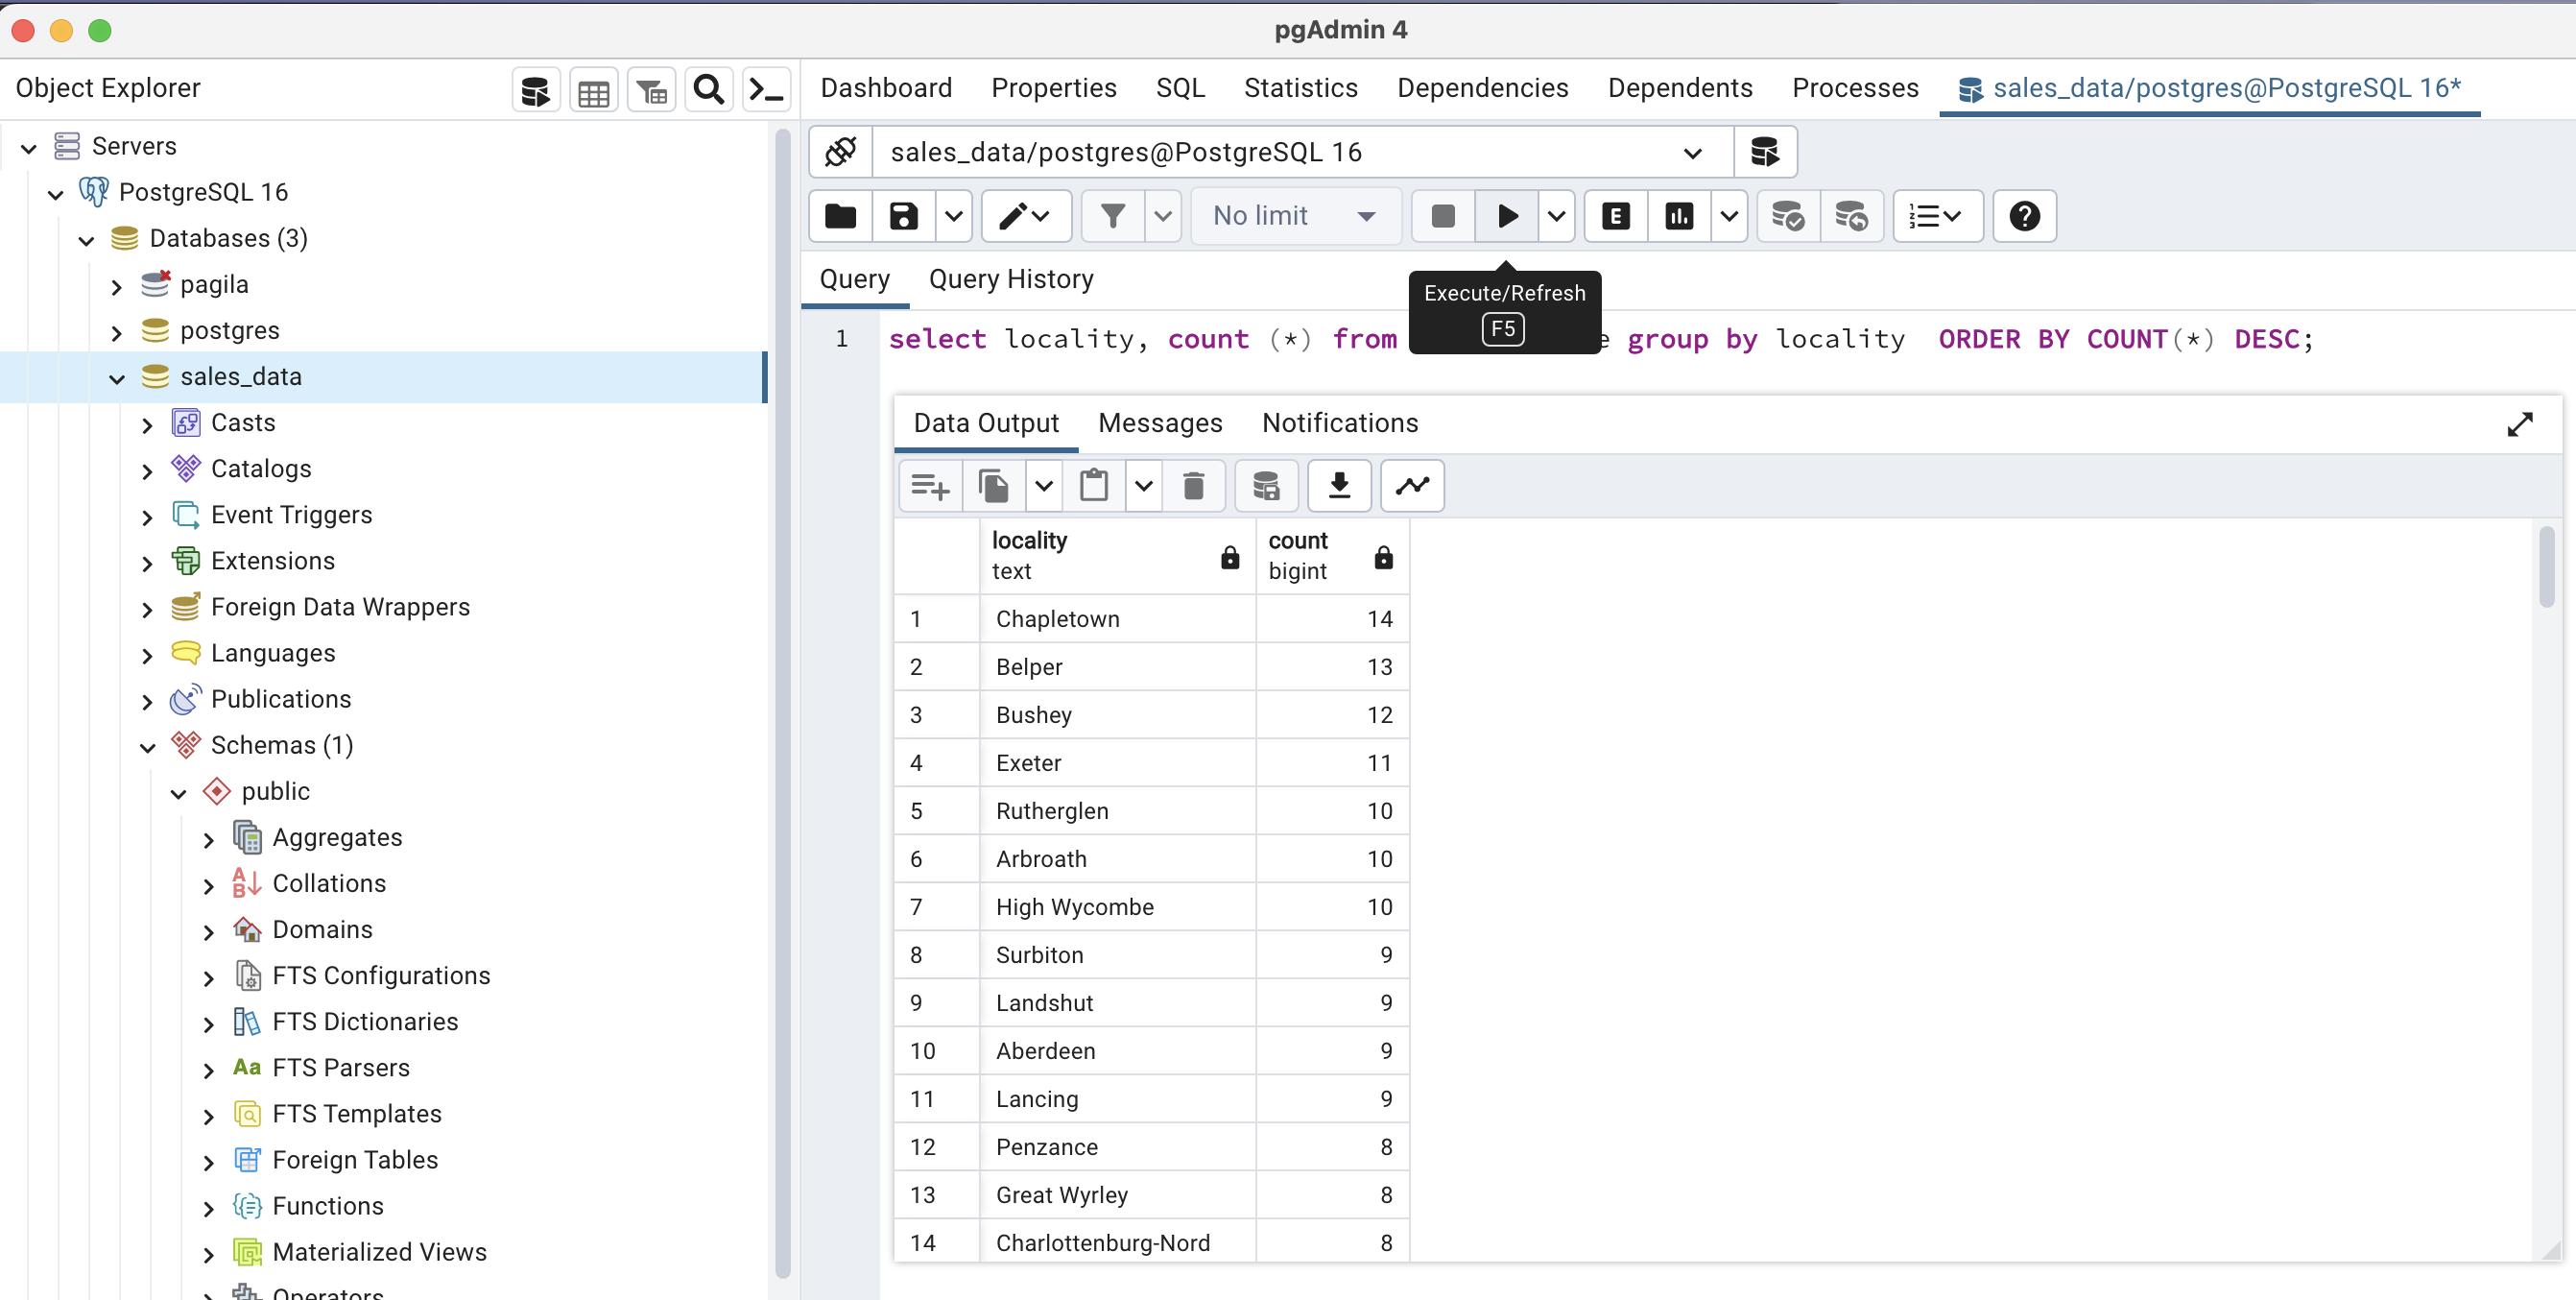 pgAdmin 4
Object Explorer
Dashboard Properties SQL Statistics Dependencies Dependents Processes sales_data/postgres@PostgreSQL 16*
Servers
PostgreSQL 16
Databases (3)
pagila
postgres
sales_data
Casts
Catalogs
Event Triggers
Extensions
Foreign Data Wrappers
Languages
Publications
Schemas (1)
public
Aggregates
Collations
Domains
FTS Configurations
FTS Dictionaries
Aa FTS Parsers
FTS Templates
Foreign Tables
Functions
Materialized Views
Operators
sales_data/postgres@PostgreSQL 16
No limit
E
Query Query History
Execute/Refresh
F5
1 select locality, count (*) from e group by locality ORDER BY COUNT(*) DESC;
Data Output Messages Notifications
locality count
text bigint
1 Chapletown 14
2 Belper 13
3 Bushey 12
4 Exeter 11
5 Rutherglen 10
6 Arbroath 10
7 High Wycombe 10
8 Surbiton 9
9 Landshut 9
10 Aberdeen 9
11 Lancing 9
12 Penzance 8
13 Great Wyrley 8
14 Charlottenburg-Nord 8